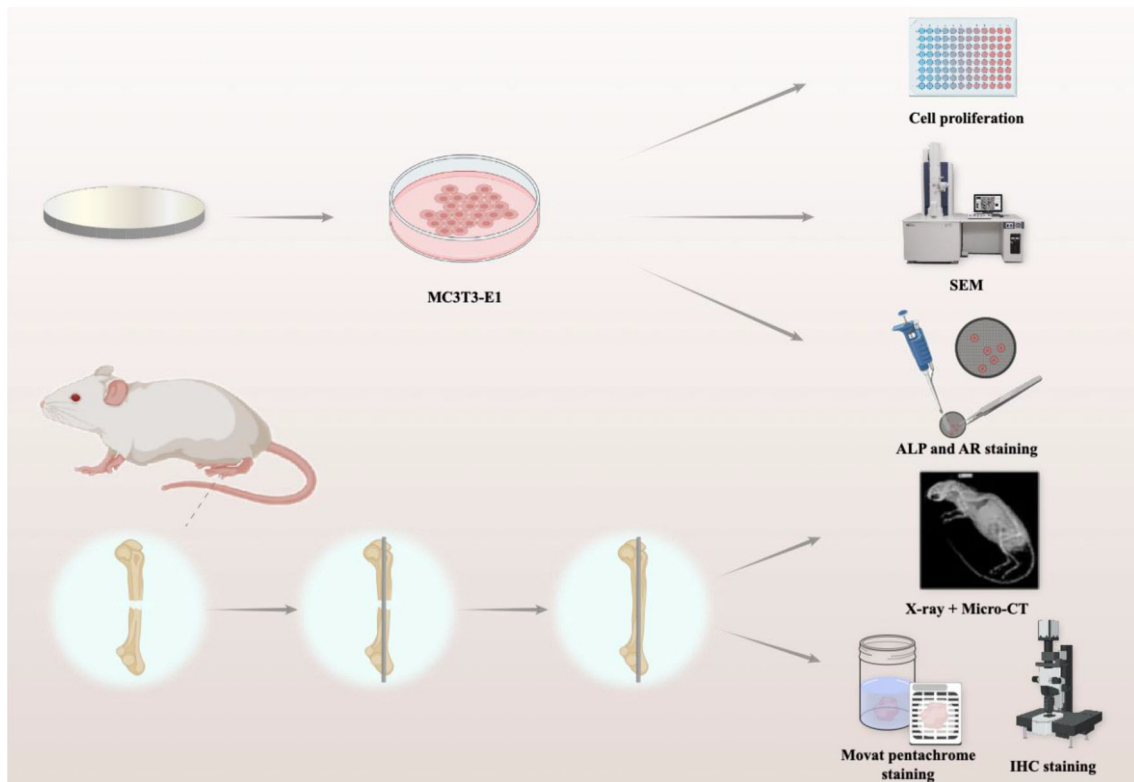 Cell proliferation
MC3T3-E1
SEM
ALP and AR staining
X-ray + Micro-CT
Movat pentachrome
staining
IHC staining